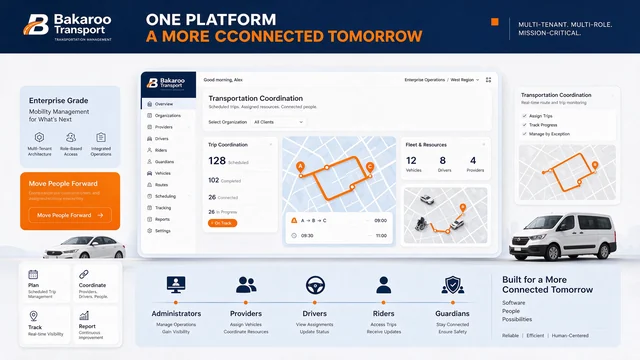 Bakaroo
Transport
TRANSPORTATION MANAGEMENT
ONE PLATFORM
A MORE CCONNECTED TOMORROW
MULTI-TENANT. MULTI-ROLE.
MISSION-CRITICAL.
Enterprise Grade
Mobility Management
for What's Next
Multi-Tenant
Architecture
Role-Based
Access
Integrated
Operations
Move People Forward
Move People Forward →
Bakaroo
Transport
Overview
Organizations
Providers
Drivers
Riders
Guardians
Vehicles
Routes
Scheduling
Tracking
Reports
Settings
Good morning, Alex
Enterprise Operations / West Region
Transportation Coordination
Scheduled trips. Assigned resources. Connected people.
Select Organization
All Clients
Trip Coordination
128 Scheduled
102 Completed
26 Connected
26 In Progress
On Track
A
C
A → B → C
09:00
09:30
11:00
Fleet & Resources
12
Vehicles
8
Drivers
4
Providers
Transportation Coordination
Real-time route and trip monitoring
Assign Trips
Track Progress
Manage by Exception
Plan
Scheduled Trip
Management
Coordinate
Providers,
Drivers, People
Track
Real-time Visibility
Report
Continuous
Improvement
Administrators
Manage Operations
Gain Visibility
Providers
Assign Vehicles
Coordinate Resources
Drivers
View Assignments
Update Status
Riders
Access Trips
Receive Updates
Guardians
Stay Connected
Ensure Safety
Built for a More
Connected Tomorrow
Software
People
Possibilities
Reliable | Efficient | Human-Centered